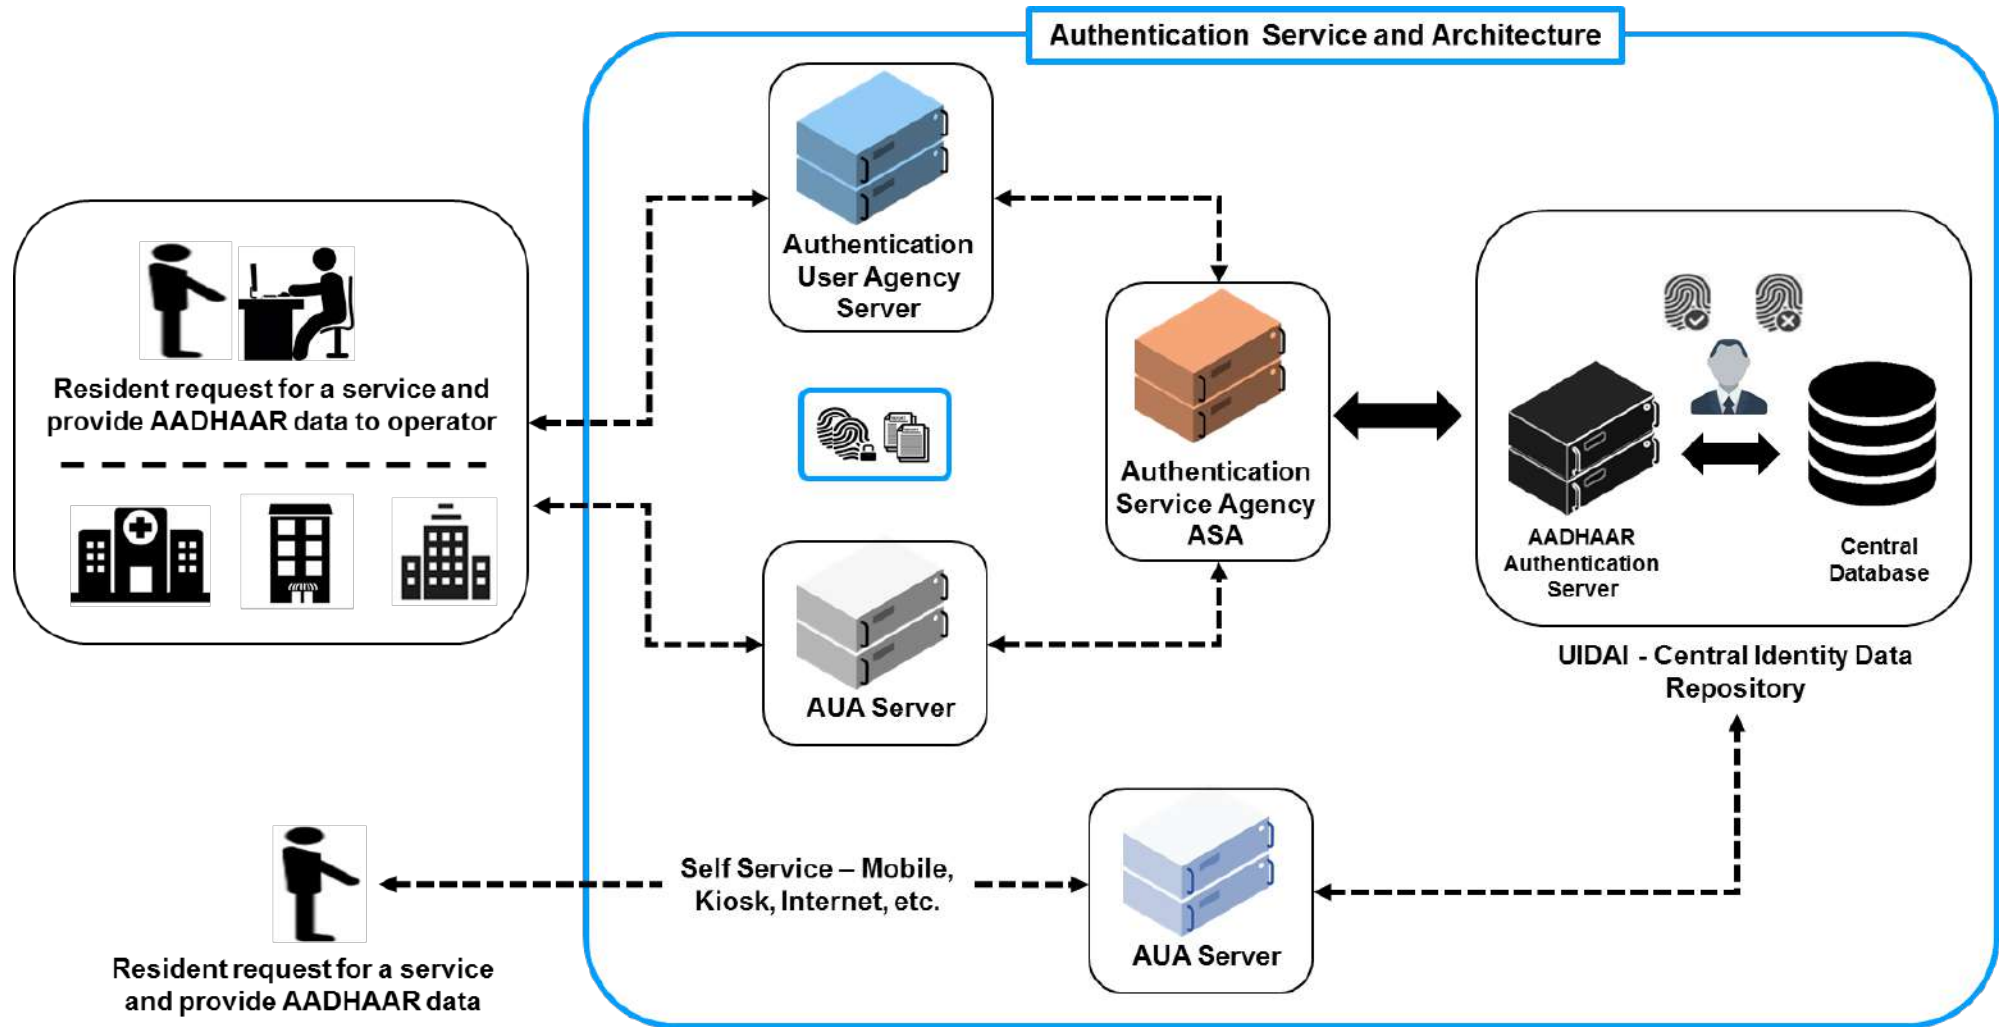 Authentication Service and Architecture
Authentication
User Agency
Server
Resident request for a service and
provide AADHAAR data to operator
Authentication
Service Agency
ASA
AADHAAR
Authentication
Server
Central
Database
UIDAI - Central Identity Data
Repository
AUA Server
Self Service – Mobile,
Kiosk, Internet, etc.
AUA Server
Resident request for a service
and provide AADHAAR data